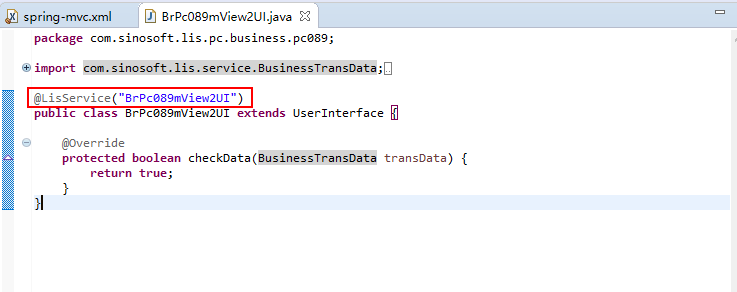 spring-mvc.xml
BrPc089mView2UI.java
package com.sinosoft.lis.pc.business.pc089;
import com.sinosoft.lis.service.BusinessTransData;
@LisService("BrPc089mView2UI")
public class BrPc089mView2UI extends UserInterface {
@Override
protected boolean checkData(BusinessTransData transData) {
return true;
}
}